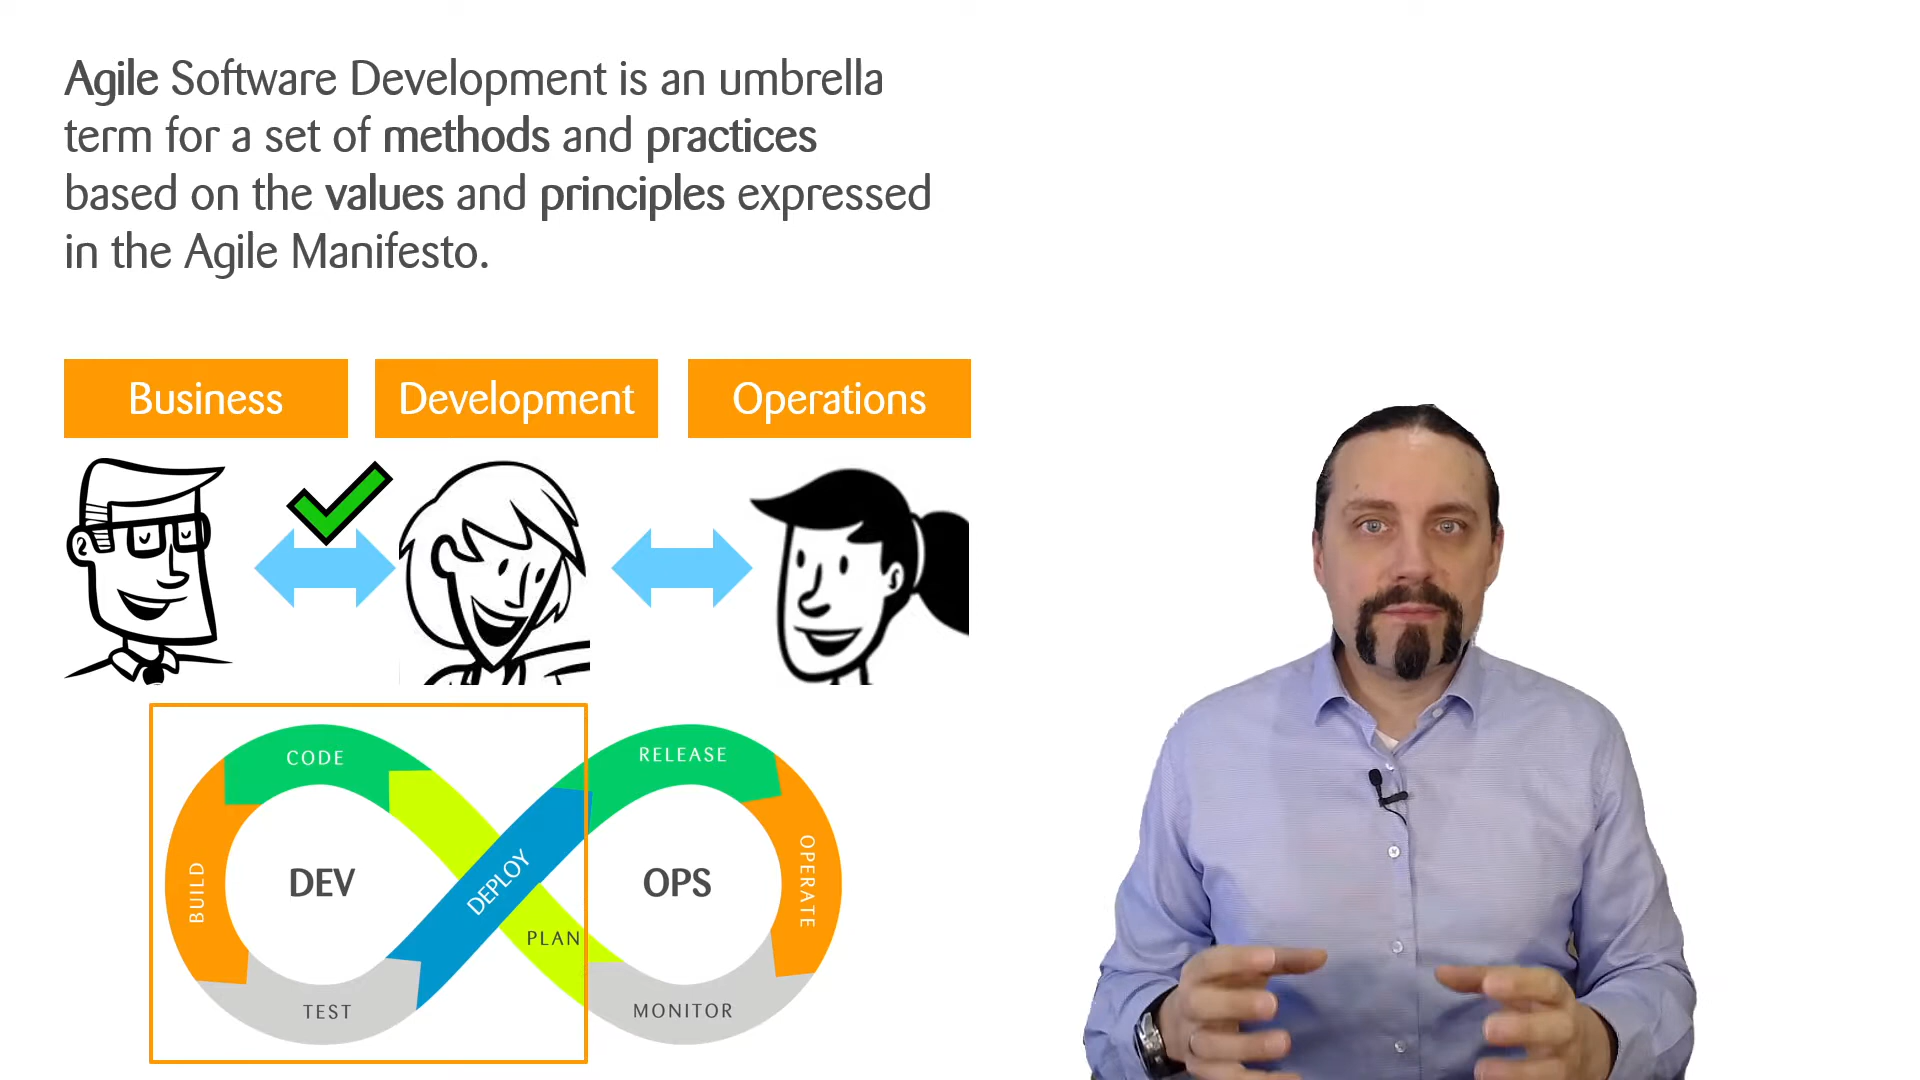 Agile Software Development is an umbrella
term for a set of methods and practices
based on the values and principles expressed
in the Agile Manifesto.
Business
Development
Operations
CODE
RELEASE
BUILD
DEV
DEPLOY
OPS
OPERATE
PLAN
TEST
MONITOR